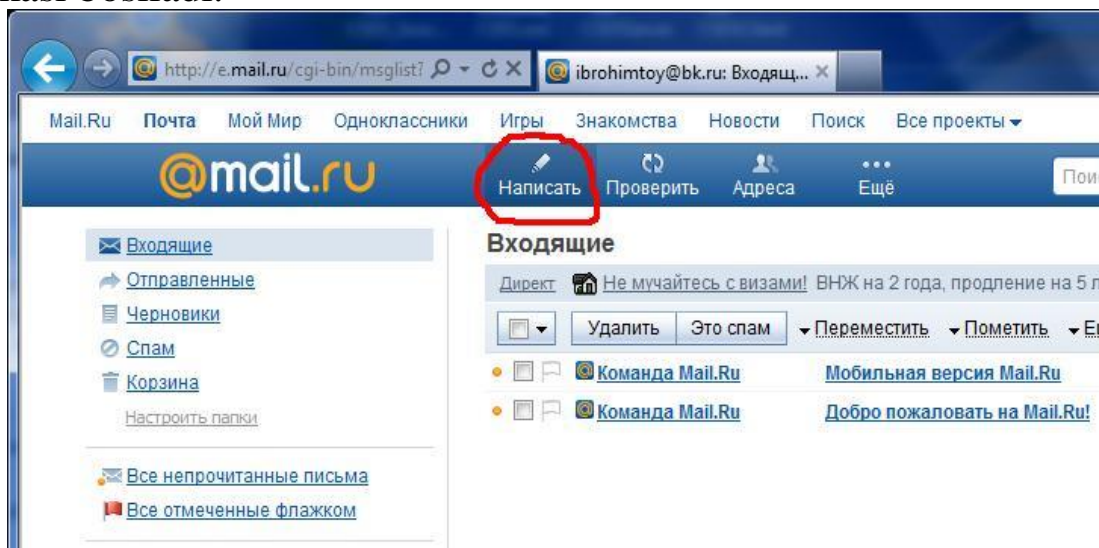 http://e.mail.ru/cgi-bin/msglist? ibrohimtoy@bk.ru: Входящ...
Mail.Ru Почта Мой Мир Одноклассники Игры Знакомства Новости Поиск Все проекты
@mail.ru Написать Проверить Адреса Ещё Пои
Входящие
Отправленные
Черновики
Спам
Корзина
Настроить папки
Все непрочитанные письма
Все отмеченные флажком
Входящие
Директ Не мучайтесь с визами! ВНЖ на 2 года, продление на 5 л
Удалить Это спам Переместить Пометить
Команда Mail.Ru Мобильная версия Mail.Ru
Команда Mail.Ru Добро пожаловать на Mail.Ru!